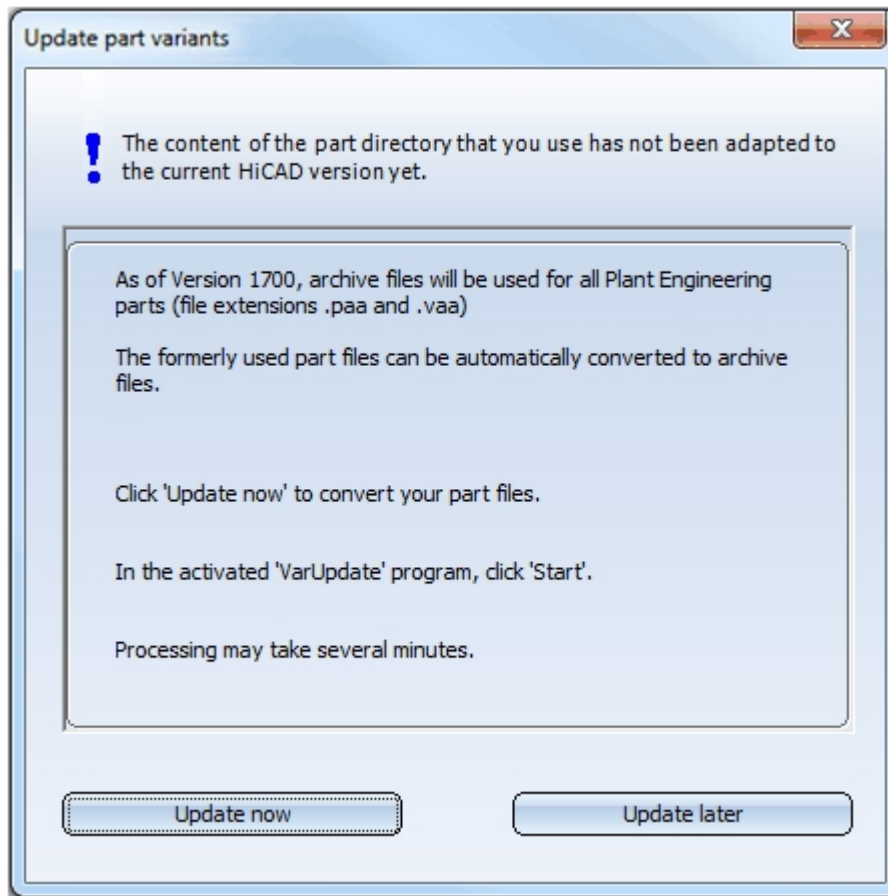 Update part variants
The content of the part directory that you use has not been adapted to
the current HiCAD version yet.
As of Version 1700, archive files will be used for all Plant Engineering
parts (file extensions .paa and .vaa)
The formerly used part files can be automatically converted to archive
files.
Click 'Update now' to convert your part files.
In the activated 'VarUpdate' program, click 'Start'.
Processing may take several minutes.
Update now
Update later